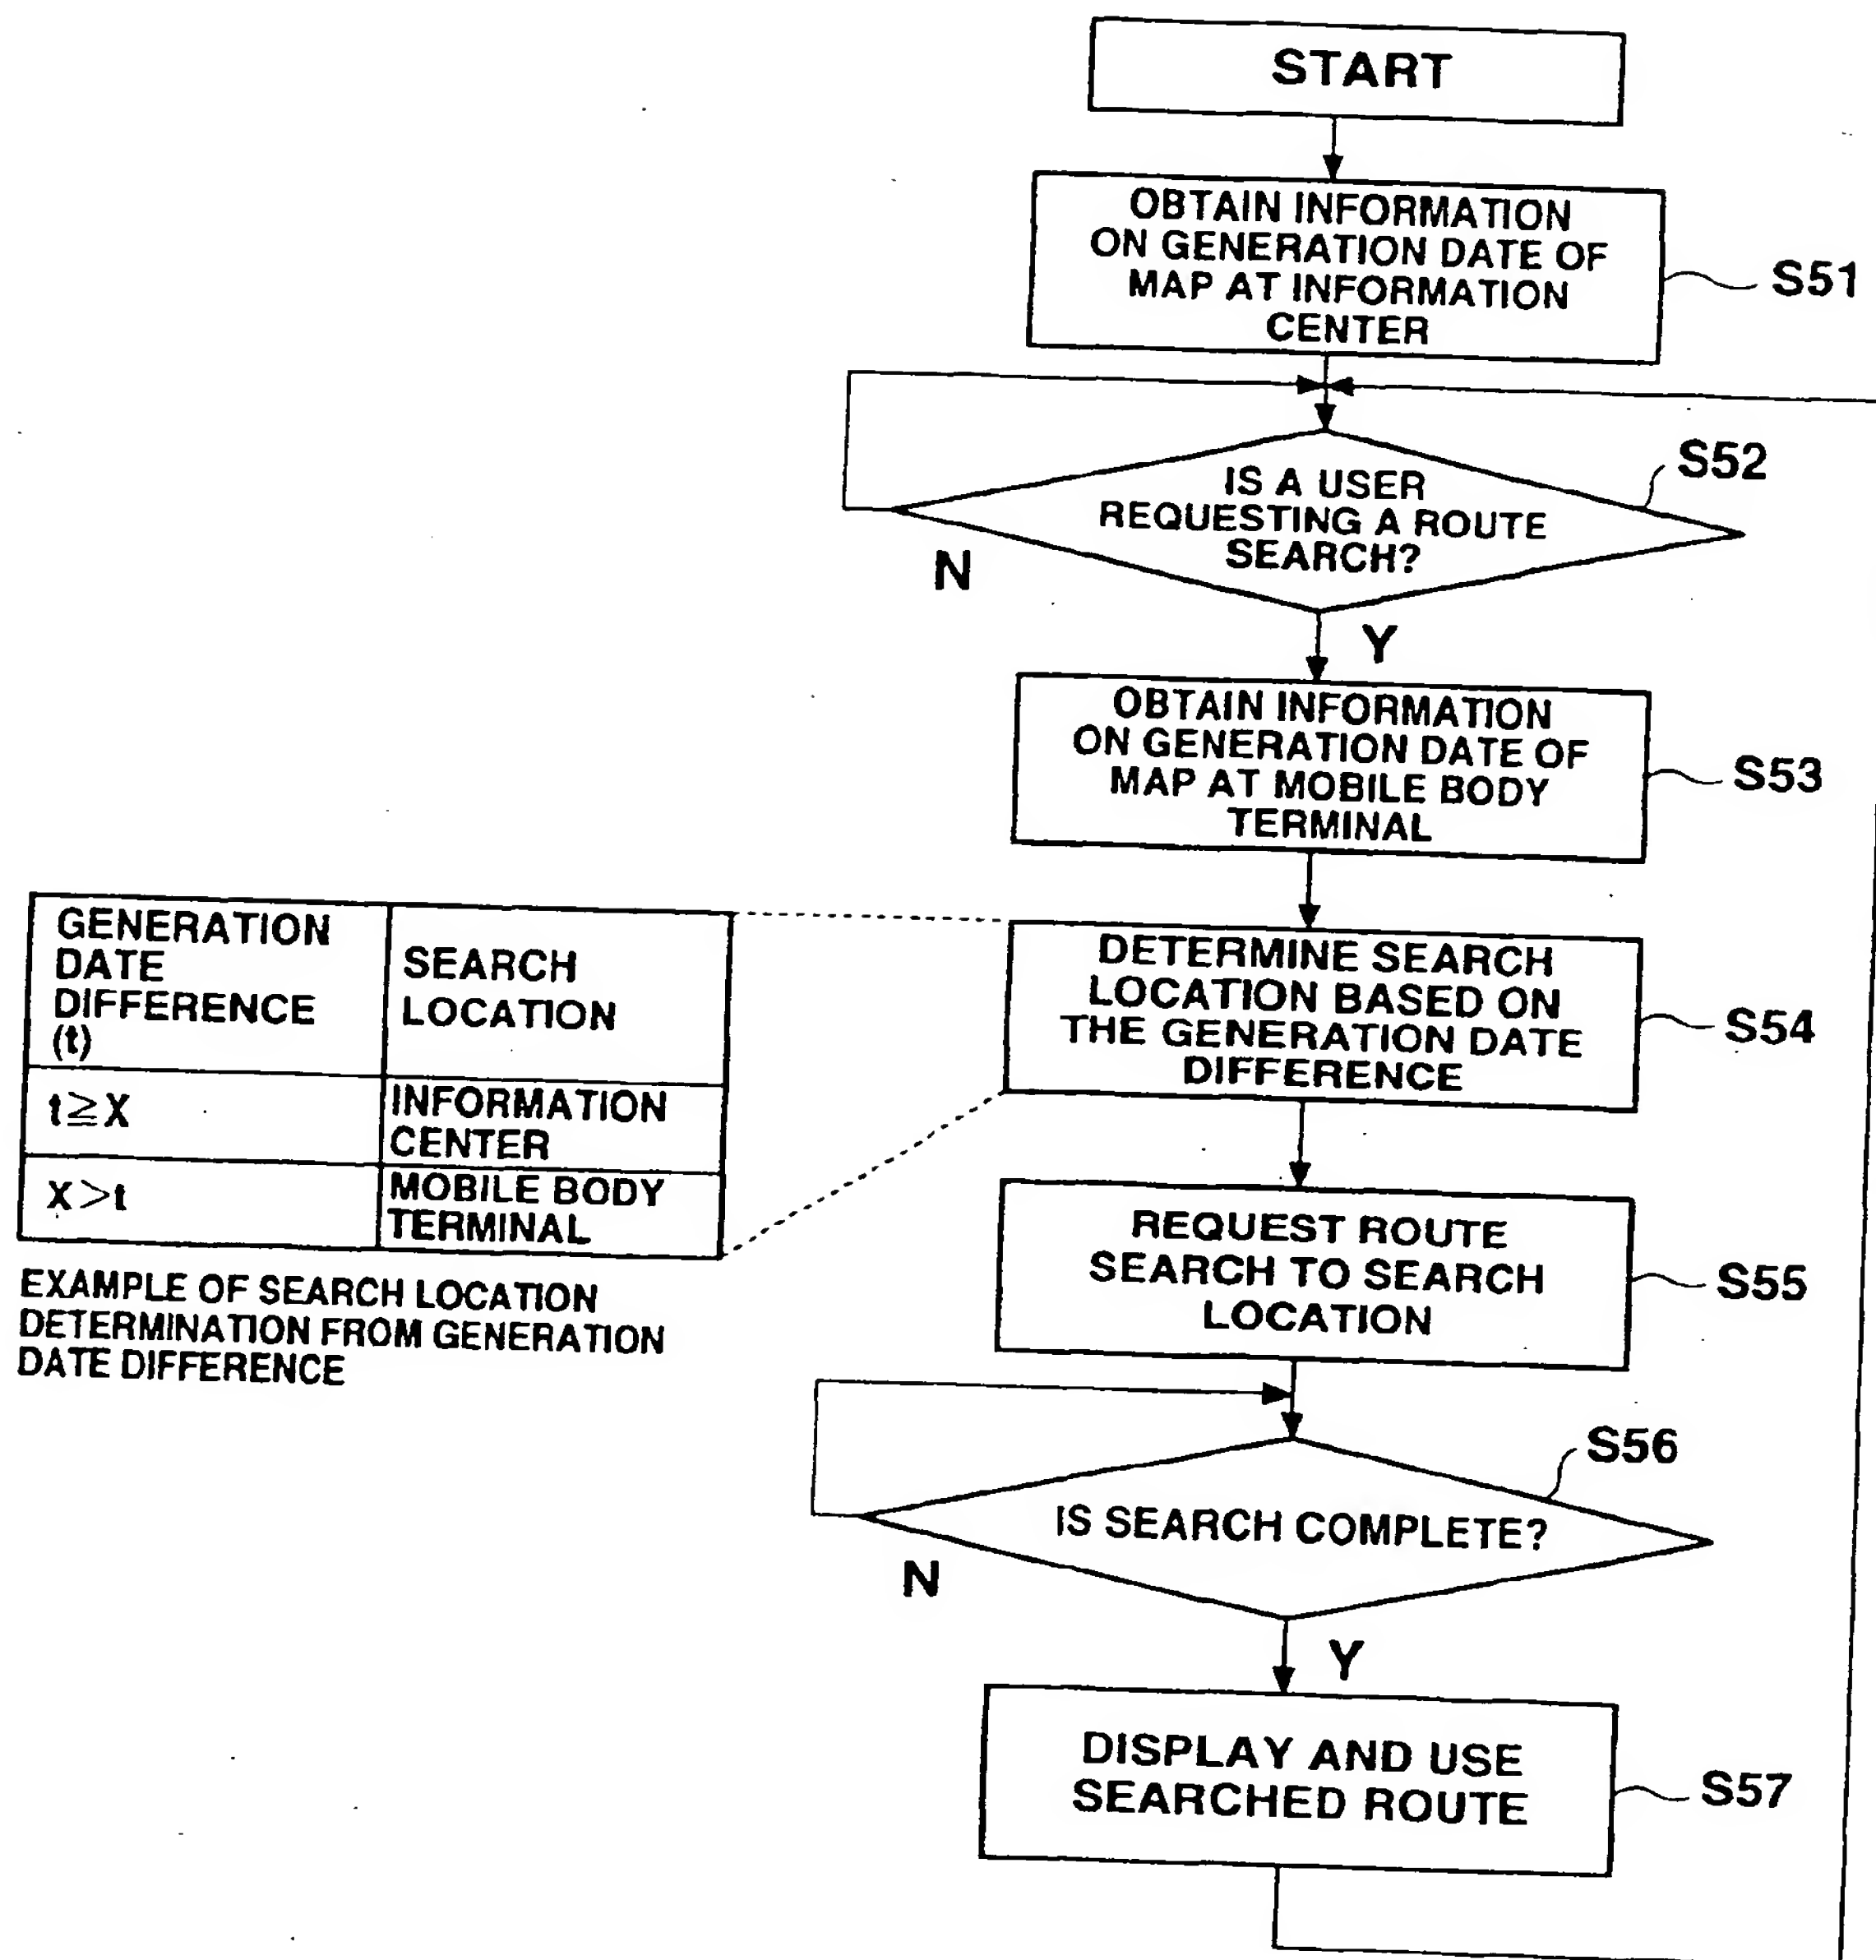 START
OBTAIN INFORMATION
ON GENERATION DATE OF
MAP AT INFORMATION
CENTER
S51
IS A USER
REQUESTING A ROUTE
SEARCH?
S52
N
Y
OBTAIN INFORMATION
ON GENERATION DATE OF
MAP AT MOBILE BODY
TERMINAL
S53
GENERATION
DATE
DIFFERENCE
(t)
SEARCH
LOCATION
t≧X
INFORMATION
CENTER
X>t
MOBILE BODY
TERMINAL
EXAMPLE OF SEARCH LOCATION
DETERMINATION FROM GENERATION
DATE DIFFERENCE
DETERMINE SEARCH
LOCATION BASED ON
THE GENERATION DATE
DIFFERENCE
S54
REQUEST ROUTE
SEARCH TO SEARCH
LOCATION
S55
IS SEARCH COMPLETE?
S56
N
Y
DISPLAY AND USE
SEARCHED ROUTE
S57